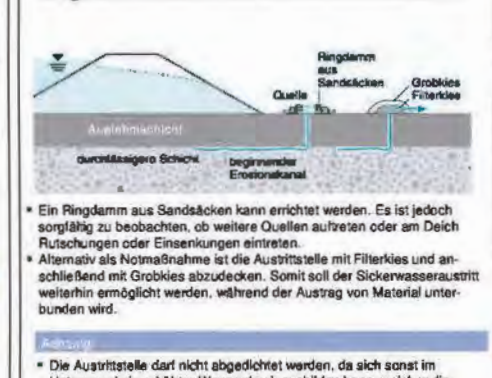 Ringdamm
aus
Sandsäcken
Quelle
Grobkies
Filterkies
Auelehmschicht
durchlässigere Schicht
beginnender
Erosionskanal
• Ein Ringdamm aus Sandsäcken kann errichtet werden. Es ist jedoch
sorgfältig zu beobachten, ob weitere Quellen auftreten oder am Deich
Rutschungen oder Einsenkungen eintreten.
• Alternativ als Notmaßnahme ist die Austrittstelle mit Filterkies und an-
schließend mit Grobkies abzudecken. Somit soll der Sickerwasseraustritt
weiterhin ermöglicht werden, während der Austrag von Material unter-
bunden wird.
Achtung
• Die Austrittstelle darf nicht abgedichtet werden, da sich sonst im